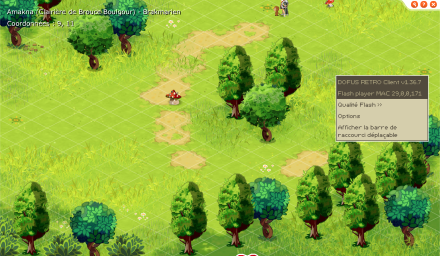 Amakna (Clairière de Brouce Boulgour) - Brakmarien
Coordonnées : 9, 11
DOFUS RETRO Client v1.36.7
Flash player MAC 29,0,0,171
Qualité Flash >>
Options
Afficher la barre de
raccourci déplaçable